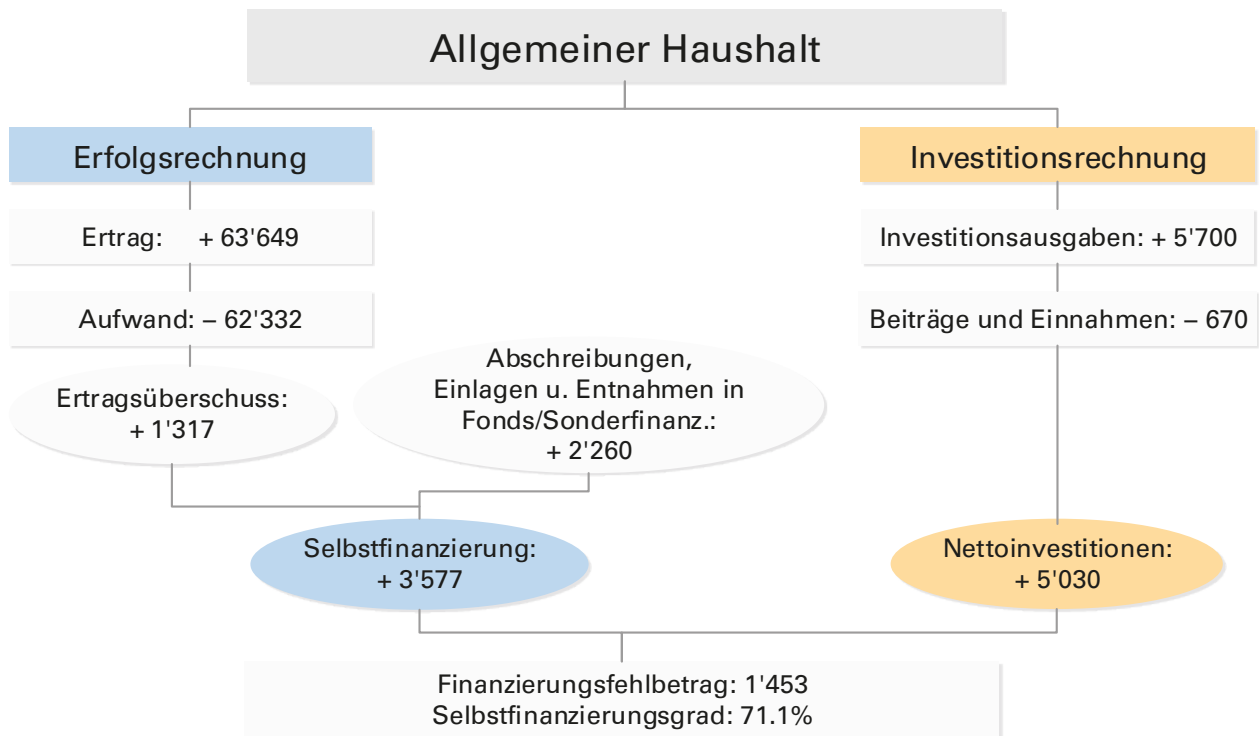 Allgemeiner Haushalt
Erfolgsrechnung
Ertrag: + 63'649
Aufwand: – 62'332
Ertragsüberschuss:
+ 1'317
Abschreibungen,
Einlagen u. Entnahmen in
Fonds/Sonderfinanz.:
+ 2'260
Selbstfinanzierung:
+ 3'577
Investitionsrechnung
Investitionsausgaben: + 5'700
Beiträge und Einnahmen: – 670
Nettoinvestitionen:
+ 5'030
Finanzierungsfehlbetrag: 1'453
Selbstfinanzierungsgrad: 71.1%